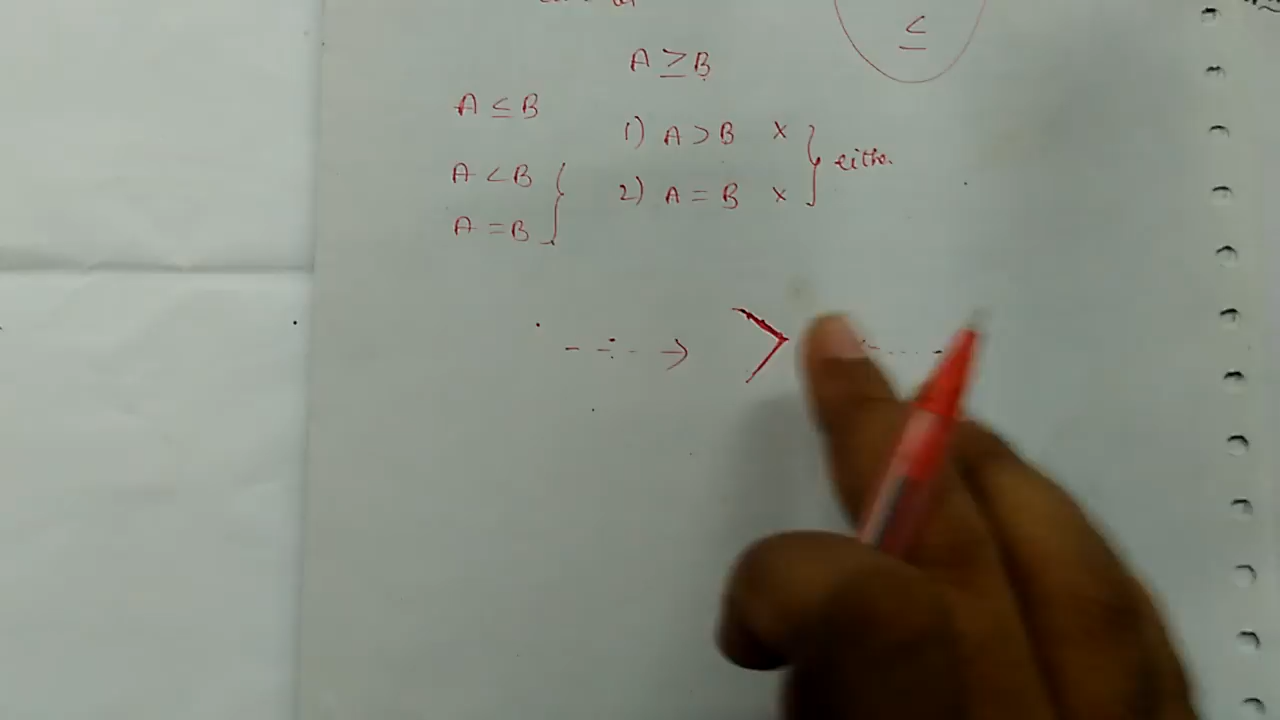 ≤
A ≥ B
A ≤ B
1) A > B ×
A < B
2) A = B ×
A = B
- ÷ - → >